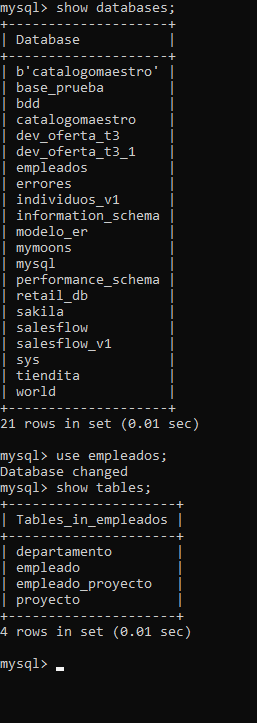 mysql> show databases;
+--------------------+
| Database           |
+--------------------+
| b'catalogomaestro' |
| base_prueba        |
| bdd                |
| catalogomaestro    |
| dev_oferta_t3      |
| dev_oferta_t3_1    |
| empleados          |
| errores            |
| individuos_v1      |
| information_schema |
| modelo_er          |
| mymoons            |
| mysql              |
| performance_schema |
| retail_db          |
| sakila             |
| salesflow          |
| salesflow_v1       |
| sys                |
| tiendita           |
| world              |
+--------------------+
21 rows in set (0.01 sec)

mysql> use empleados;
Database changed
mysql> show tables;
+---------------------+
| Tables_in_empleados |
+---------------------+
| departamento        |
| empleado            |
| empleado_proyecto   |
| proyecto            |
+---------------------+
4 rows in set (0.01 sec)

mysql> _